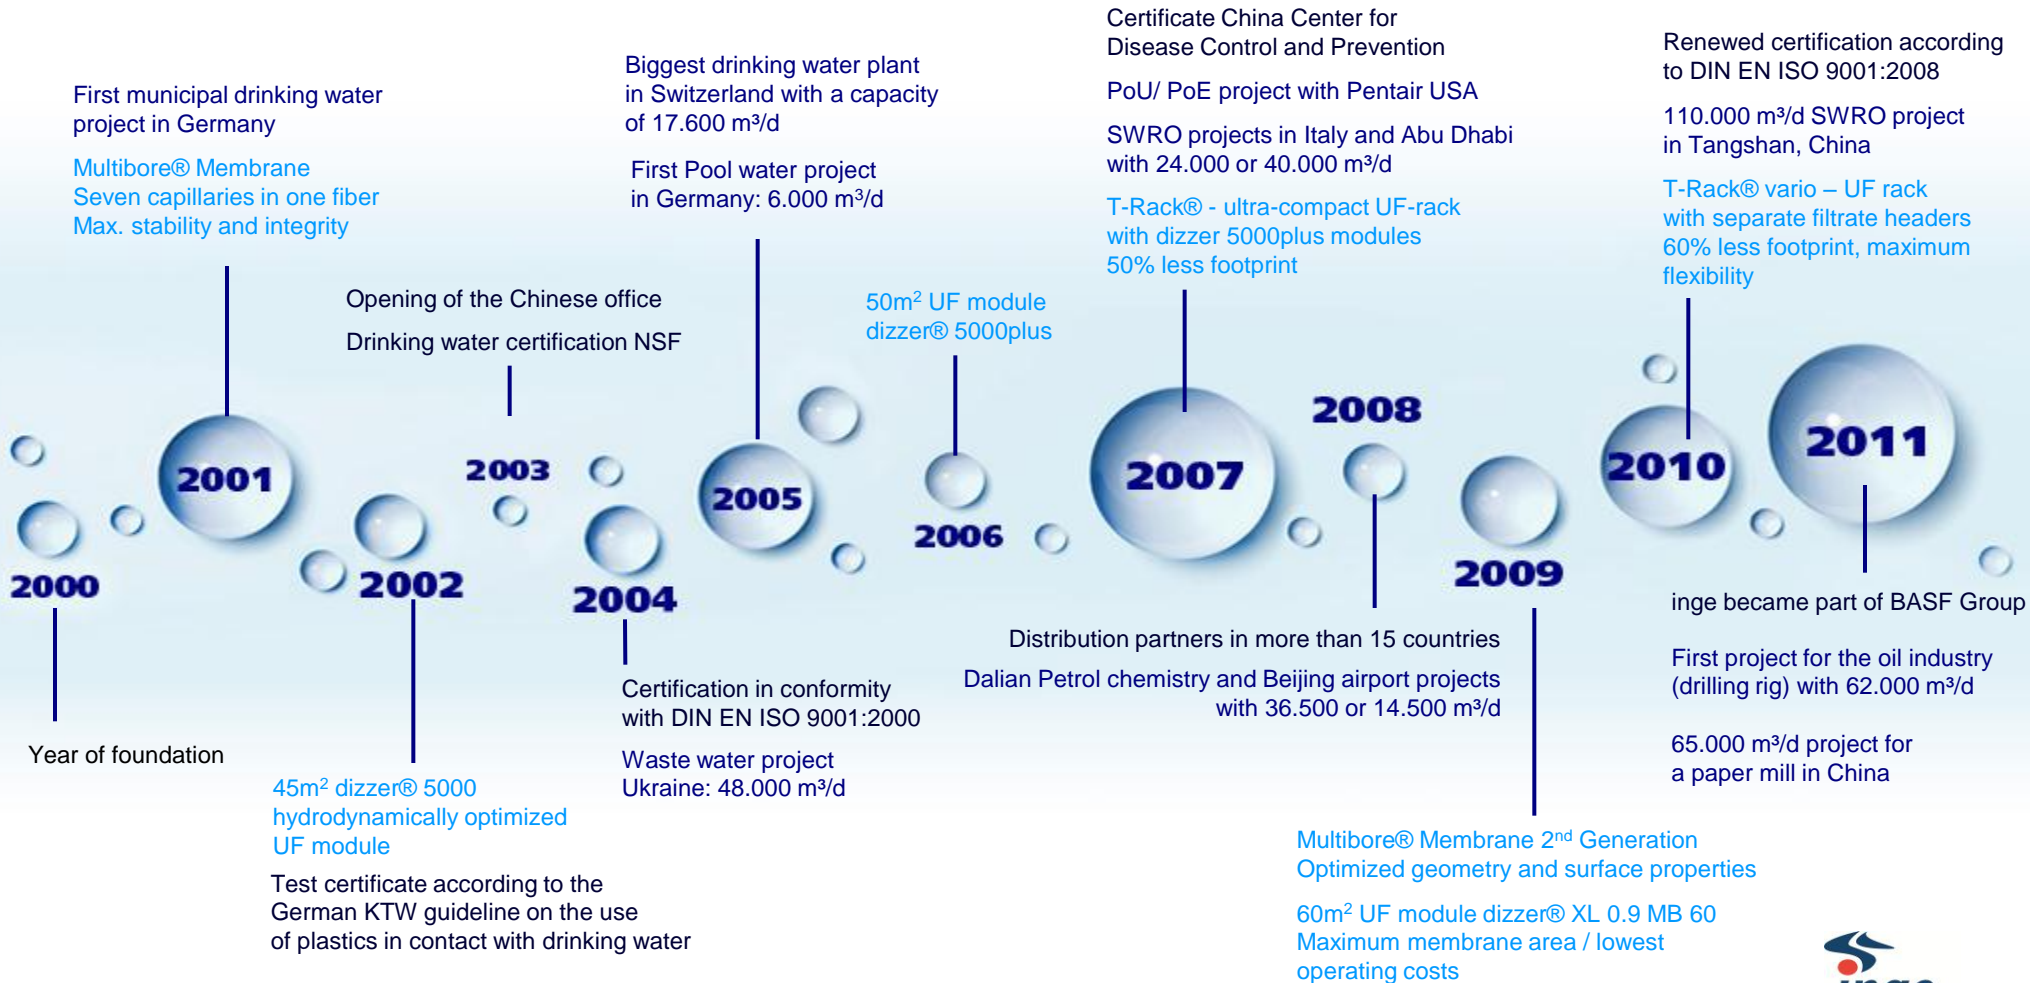 First municipal drinking water
project in Germany
Multibore® Membrane
Seven capillaries in one fiber
Max. stability and integrity
Opening of the Chinese office
Drinking water certification NSF
Biggest drinking water plant
in Switzerland with a capacity
of 17.600 m³/d
First Pool water project
in Germany: 6.000 m³/d
50m² UF module
dizzer® 5000plus
Certificate China Center for
Disease Control and Prevention
PoU/ PoE project with Pentair USA
SWRO projects in Italy and Abu Dhabi
with 24.000 or 40.000 m³/d
T-Rack® - ultra-compact UF-rack
with dizzer 5000plus modules
50% less footprint
Renewed certification according
to DIN EN ISO 9001:2008
110.000 m³/d SWRO project
in Tangshan, China
T-Rack® vario – UF rack
with separate filtrate headers
60% less footprint, maximum
flexibility
2000
2001
2002
2003
2004
2005
2006
2007
2008
2009
2010
2011
Year of foundation
45m² dizzer® 5000
hydrodynamically optimized
UF module
Test certificate according to the
German KTW guideline on the use
of plastics in contact with drinking water
Certification in conformity
with DIN EN ISO 9001:2000
Waste water project
Ukraine: 48.000 m³/d
Distribution partners in more than 15 countries
Dalian Petrol chemistry and Beijing airport projects
with 36.500 or 14.500 m³/d
Multibore® Membrane 2nd Generation
Optimized geometry and surface properties
60m² UF module dizzer® XL 0.9 MB 60
Maximum membrane area / lowest
operating costs
inge became part of BASF Group
First project for the oil industry
(drilling rig) with 62.000 m³/d
65.000 m³/d project for
a paper mill in China
inge